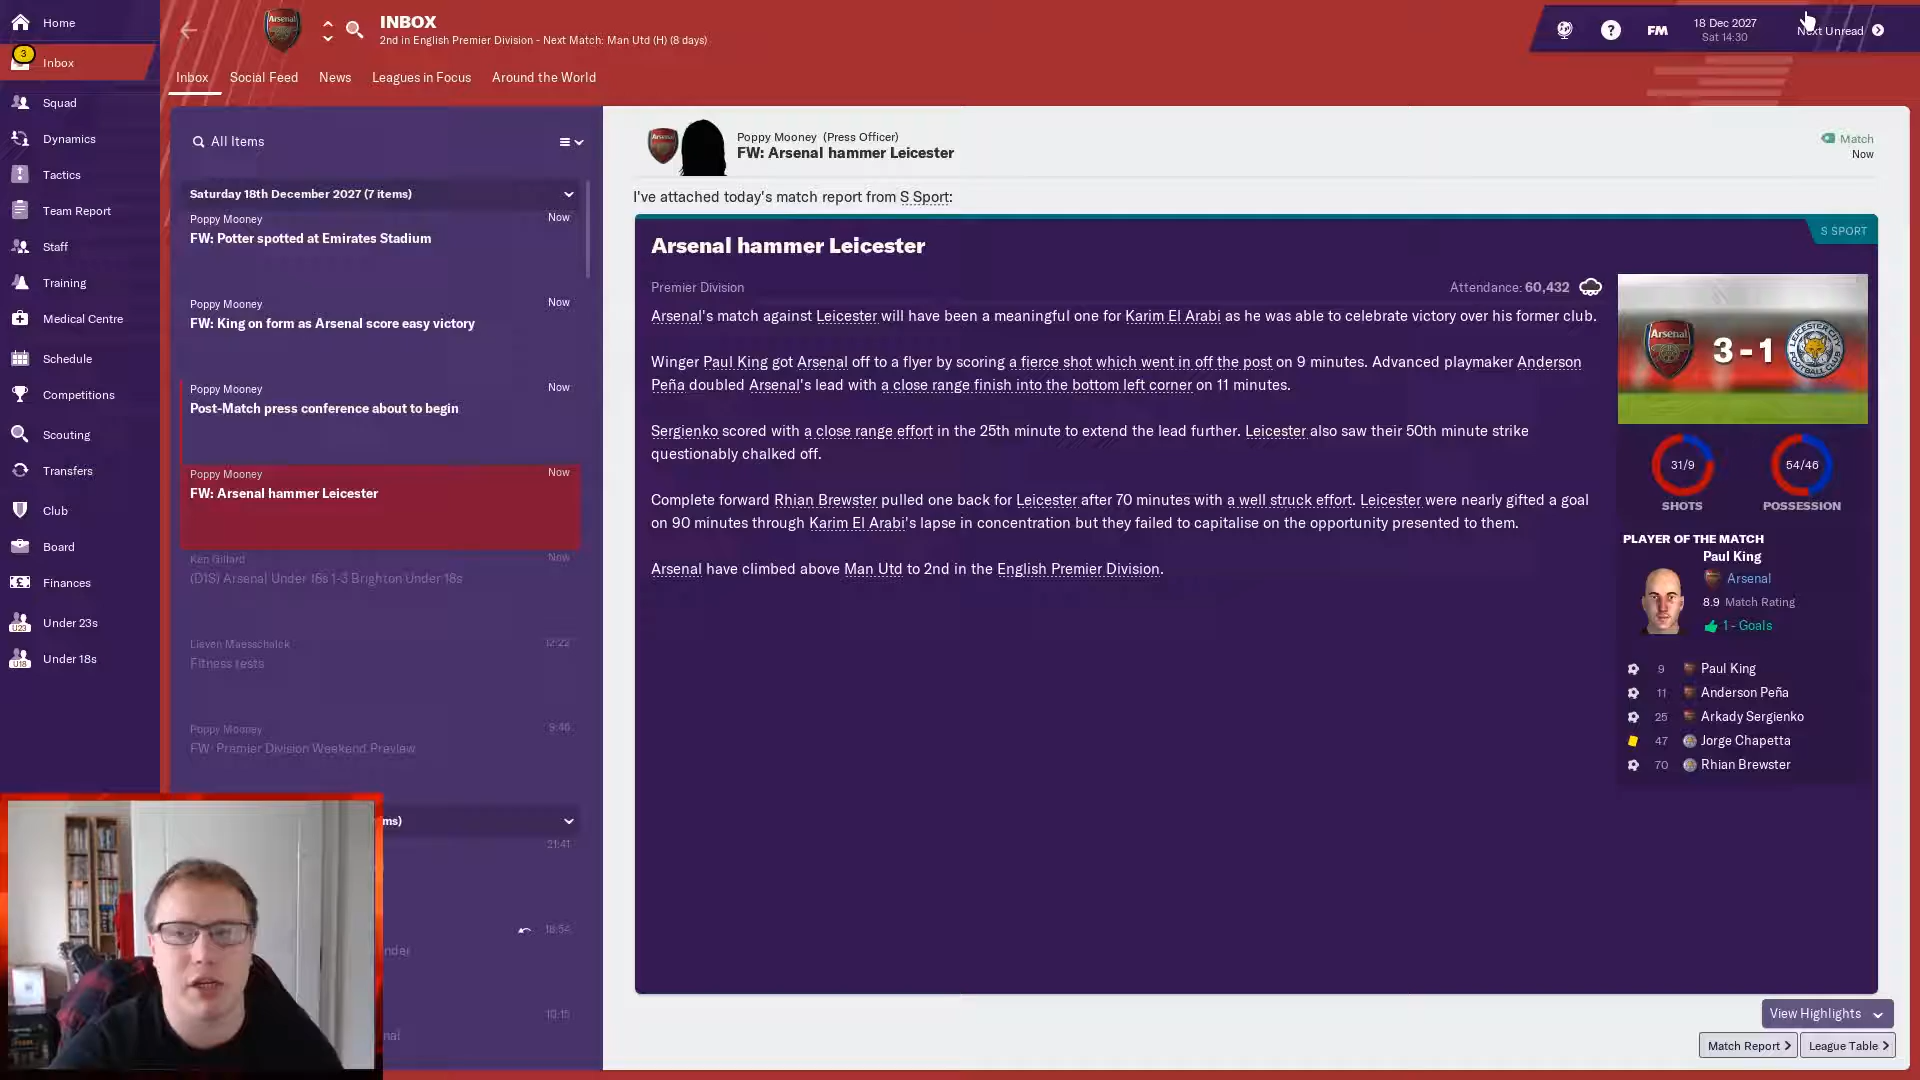 Home
3
Inbox
Squad
Dynamics
Tactics
Team Report
Staff
Training
Medical Centre
Schedule
Competitions
Scouting
Transfers
Club
Board
Finances
U23
Under 23s
U18
Under 18s
Arsenal
INBOX
2nd in English Premier Division - Next Match: Man Utd (H) (8 days)
FM
18 Dec 2027
Sat 14:30
Next Unread
Inbox
Social Feed
News
Leagues in Focus
Around the World
All Items
Saturday 18th December 2027 (7 items)
Poppy Mooney
Now
FW: Potter spotted at Emirates Stadium
Poppy Mooney
Now
FW: King on form as Arsenal score easy victory
Poppy Mooney
Now
Post-Match press conference about to begin
Poppy Mooney
Now
FW: Arsenal hammer Leicester
Ken Gillard
Now
(D1S) Arsenal Under 18s 1-3 Brighton Under 18s
Lieven Maesschalck
12:22
Fitness tests
Poppy Mooney
9:46
FW: Premier Division Weekend Preview
ms)
21:41
18:54
nder
10:15
nal
Poppy Mooney (Press Officer)
FW: Arsenal hammer Leicester
Match
Now
I've attached today's match report from S Sport:
S SPORT
Arsenal hammer Leicester
Premier Division
Attendance: 60,432
Arsenal's match against Leicester will have been a meaningful one for Karim El Arabi as he was able to celebrate victory over his former club.
Winger Paul King got Arsenal off to a flyer by scoring a fierce shot which went in off the post on 9 minutes. Advanced playmaker Anderson
Peña doubled Arsenal's lead with a close range finish into the bottom left corner on 11 minutes.
Sergienko scored with a close range effort in the 25th minute to extend the lead further. Leicester also saw their 50th minute strike
questionably chalked off.
Complete forward Rhian Brewster pulled one back for Leicester after 70 minutes with a well struck effort. Leicester were nearly gifted a goal
on 90 minutes through Karim El Arabi's lapse in concentration but they failed to capitalise on the opportunity presented to them.
Arsenal have climbed above Man Utd to 2nd in the English Premier Division.
Arsenal
3 - 1
31/9
SHOTS
54/46
POSSESSION
PLAYER OF THE MATCH
Paul King
Arsenal
8.9 Match Rating
1 - Goals
9 Paul King
11 Anderson Peña
25 Arkady Sergienko
47 Jorge Chapetta
70 Rhian Brewster
View Highlights
Match Report
League Table